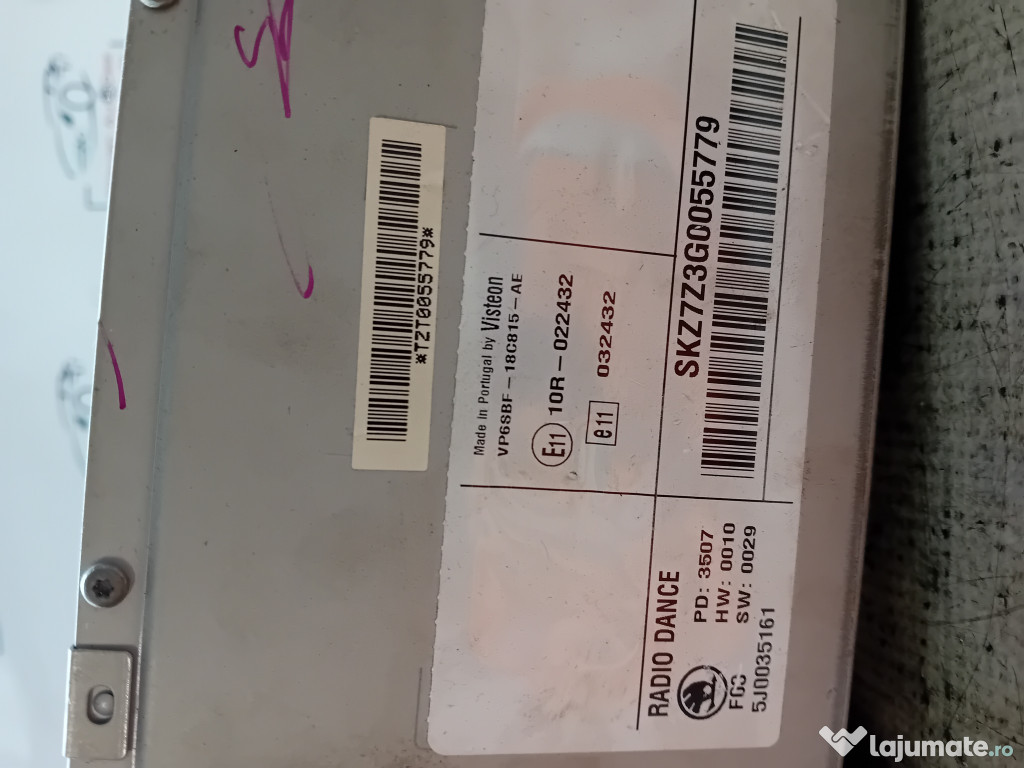 *TZT0055779*
Made in Portugal by Visteon
VP6SBF-18C815-AE
E11 10R-022432
e11 032432
SKZ7Z3G0055779
RADIO DANCE
PD: 3507
HW: 0010
SW: 0029
5J0035161
lajumate.ro